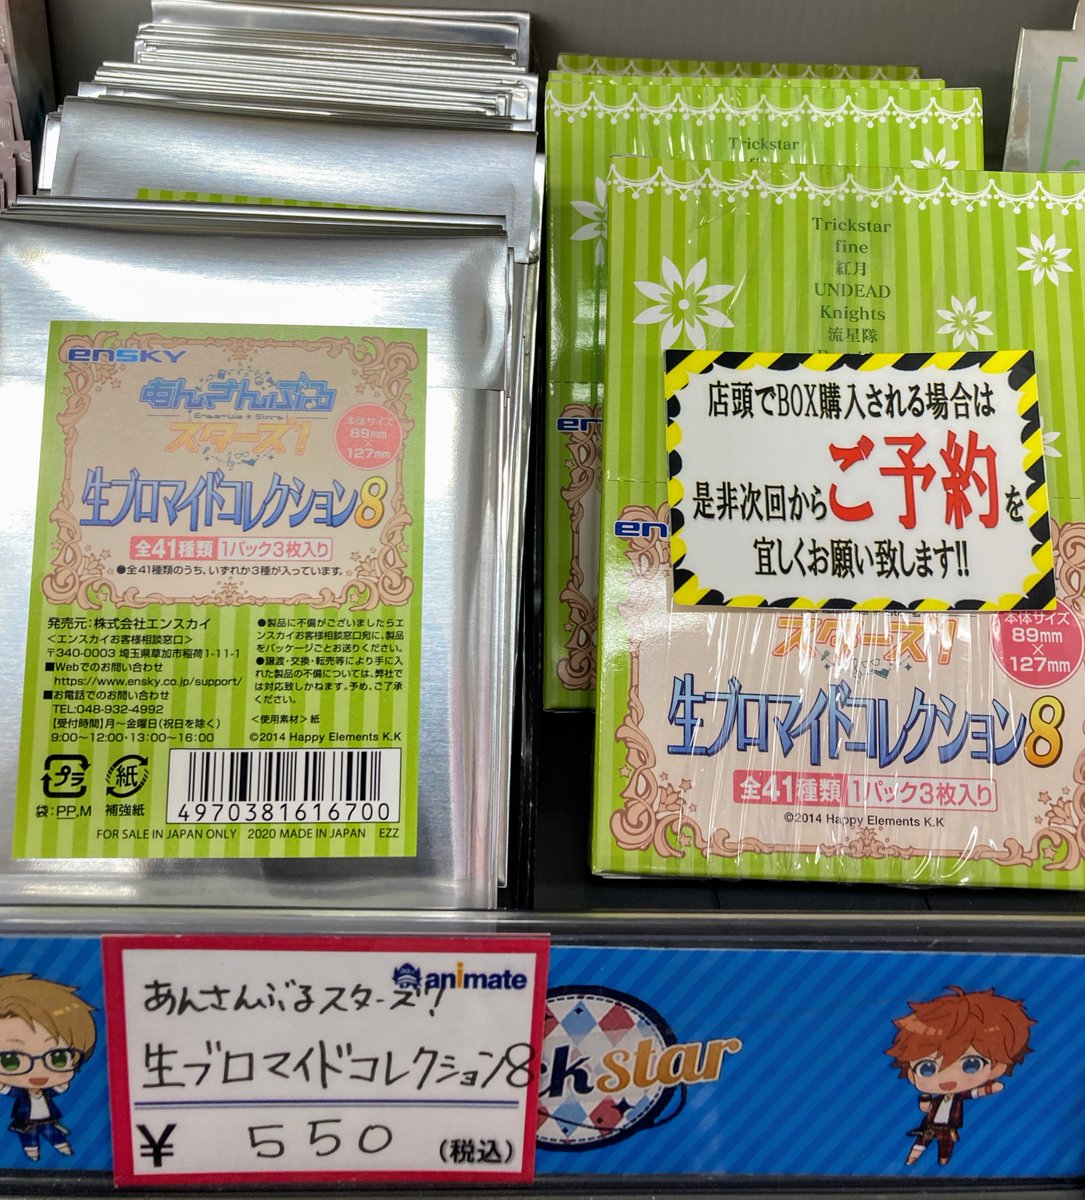 ensky
あんさんぶる
Ensemble Stars
スターズ!
本体サイズ
89mm
×
127mm
生ブロマイドコレクション8
全41種類 1パック3枚入り
●全41種類のうち、いずれか3種が入っています。
発売元:株式会社エンスカイ
<エンスカイお客様相談窓口>
〒340-0003 埼玉県草加市稲荷1-11-1
■Webでのお問い合わせ
https://www.ensky.co.jp/support/
■お電話でのお問い合わせ
TEL:048-932-4992
【受付時間】月~金曜日(祝日を除く)
9:00~12:00・13:00~16:00
●製品に不備がございましたらエ
ンスカイお客様相談窓口宛に、製品
をパッケージごとお送りください。
●譲渡・交換・転売等により手に入
れた製品の不備については、弊社で
は対応致しかねます。予め、ご了承
ください。
<使用素材>紙
©2014 Happy Elements K.K
プラ
袋:PP,M
紙
補強紙
4970381616700
FOR SALE IN JAPAN ONLY 2020 MADE IN JAPAN EZZ
Trickstar
Trickstar
fine
紅月
UNDEAD
Knights
流星隊
店頭でBOX購入される場合は
是非次回からご予約を
宜しくお願い致します!!
en
スターズ!
本体サイズ
89mm
×
127mm
生ブロマイドコレクション8
全41種類 1パック3枚入り
©2014 Happy Elements K.K
animate
あんさんぶるスターズ!
生ブロマイドコレクション8
¥ 550 (税込)
ckstar